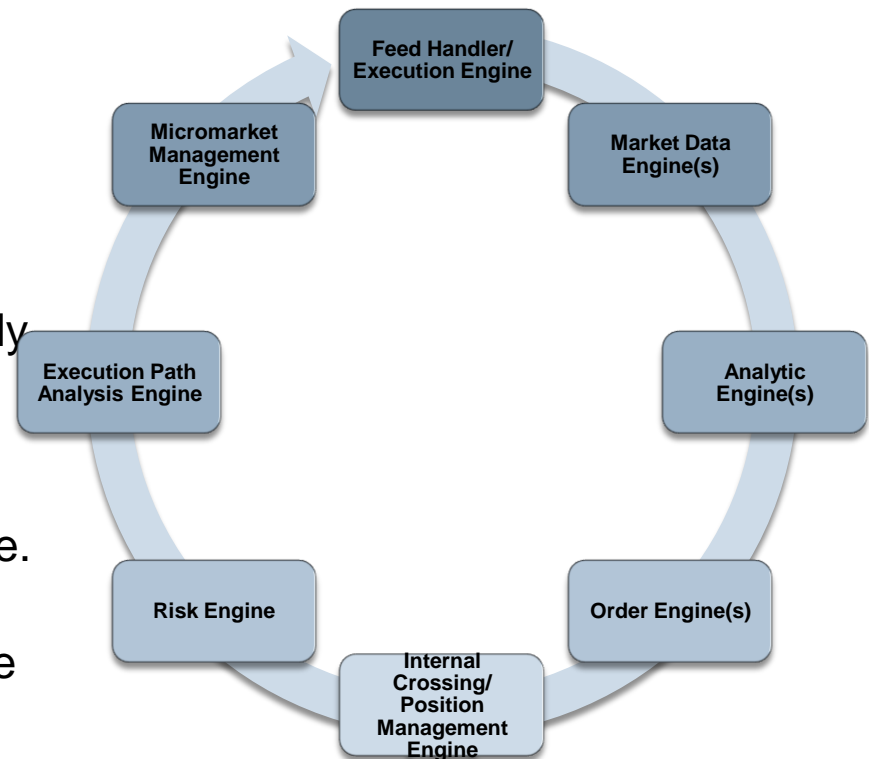 Feed Handler/
Execution Engine
Micromarket
Management
Engine
Market Data
Engine(s)
ly
Execution Path
Analysis Engine
Analytic
Engine(s)
e.
Risk Engine
Order Engine(s)
e
Internal
Crossing/
Position
Management
Engine